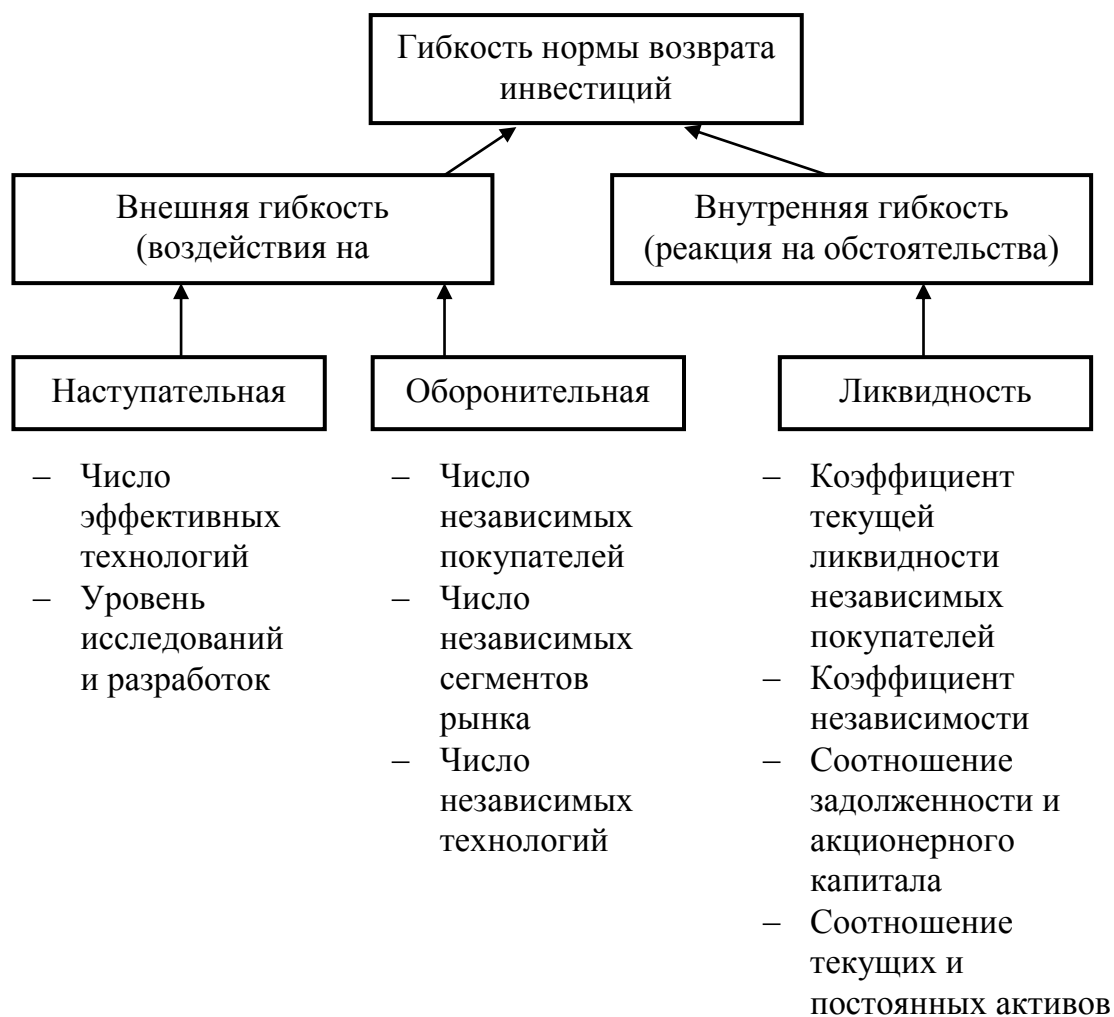 Гибкость нормы возврата
инвестиций
Внешняя гибкость
(воздействия на
Внутренняя гибкость
(реакция на обстоятельства)
Наступательная
Оборонительная
Ликвидность
– Число
эффективных
технологий
– Уровень
исследований
и разработок
– Число
независимых
покупателей
– Число
независимых
сегментов
рынка
– Число
независимых
технологий
– Коэффициент
текущей
ликвидности
независимых
покупателей
– Коэффициент
независимости
– Соотношение
задолженности и
акционерного
капитала
– Соотношение
текущих и
постоянных активов